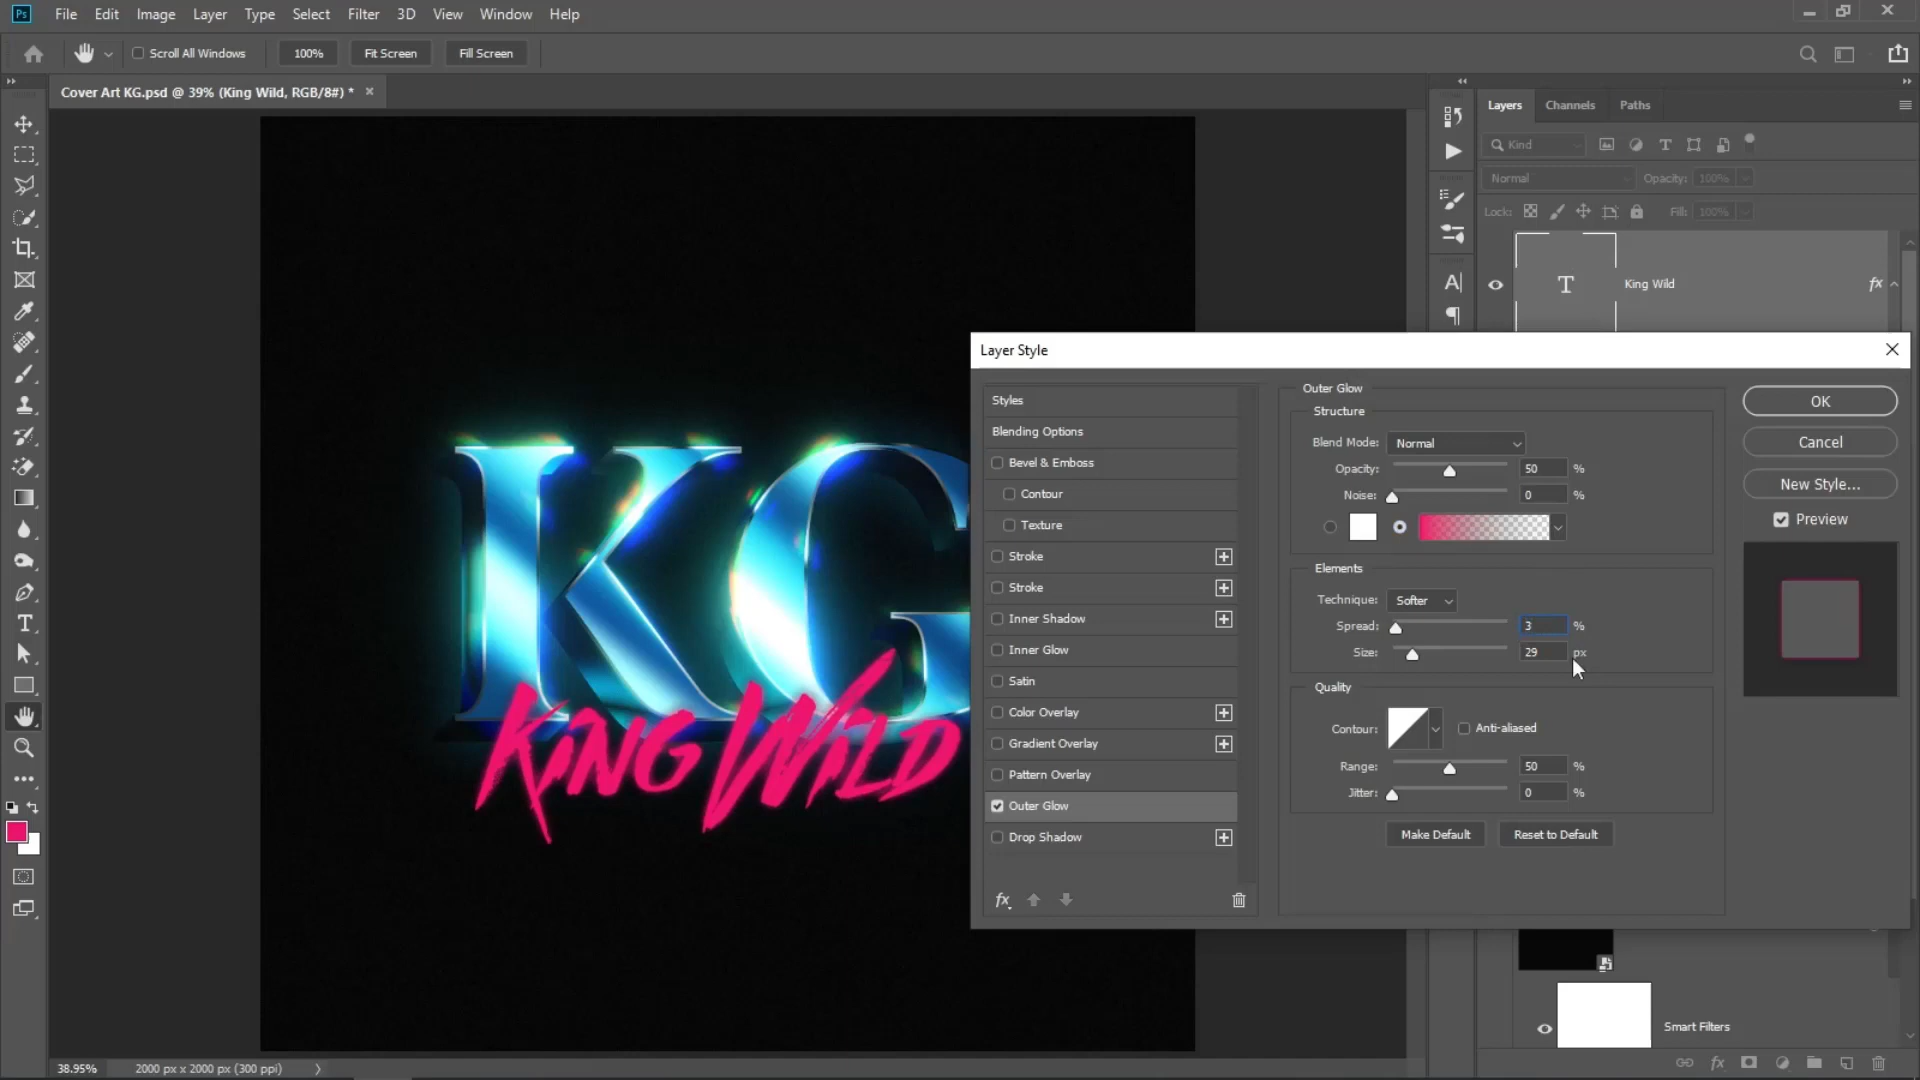 Ps File Edit Image Layer Type Select Filter 3D View Window Help
Scroll All Windows 100% Fit Screen Fill Screen
Cover Art KG.psd @ 39% (King Wild, RGB/8#) *
Layers Channels Paths
Kind
Normal Opacity: 100%
Lock: Fill: 100%
T King Wild fx
KG
KING WILD
Layer Style
Styles
Blending Options
Bevel & Emboss
Contour
Texture
Stroke
Stroke
Inner Shadow
Inner Glow
Satin
Color Overlay
Gradient Overlay
Pattern Overlay
Outer Glow
Drop Shadow
fx
Outer Glow
Structure
Blend Mode: Normal
Opacity: 50 %
Noise: 0 %
Elements
Technique: Softer
Spread: 3 %
Size: 29 px
Quality
Contour: Anti-aliased
Range: 50 %
Jitter: 0 %
Make Default Reset to Default
OK
Cancel
New Style...
Preview
Smart Filters
38.95% 2000 px x 2000 px (300 ppi)
fx